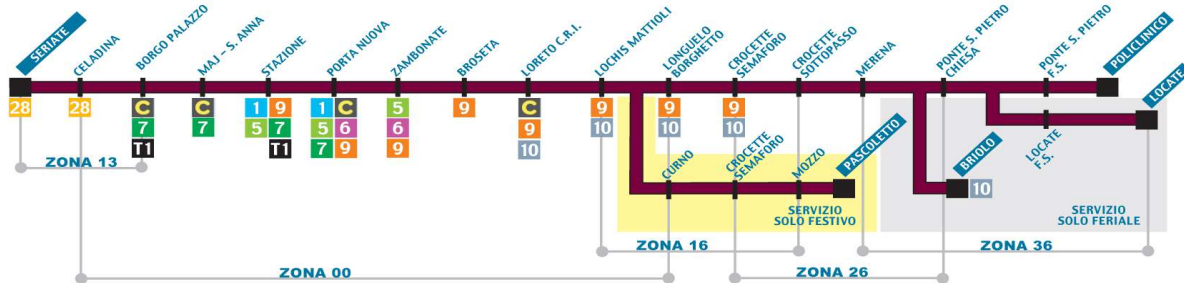 SERIATE
CELADINA
BORGO PALAZZO
MAJ - S. ANNA
STAZIONE
PORTA NUOVA
ZAMBONATE
BROSETA
LORETO C.R.I.
LOCHIS MATTIOLI
LONGUELO
BORGHETTO
CROCETTE
SEMAFORO
CROCETTE
SOTTOPASSO
MERENA
PONTE S. PIETRO
CHIESA
PONTE S. PIETRO
F.S.
POLICLINICO
LOCATE
28
28
C
7
T1
C
7
1 9
5 7
T1
1 C
5 6
7 9
5
6
9
9
C
9
10
9
10
9
10
9
10
CURNO
CROCETTE
SEMAFORO
MOZZO
PASCOLETTO
BRIOLO
10
LOCATE
F.S.
SERVIZIO
SOLO FESTIVO
SERVIZIO
SOLO FERIALE
ZONA 13
ZONA 16
ZONA 36
ZONA 00
ZONA 26